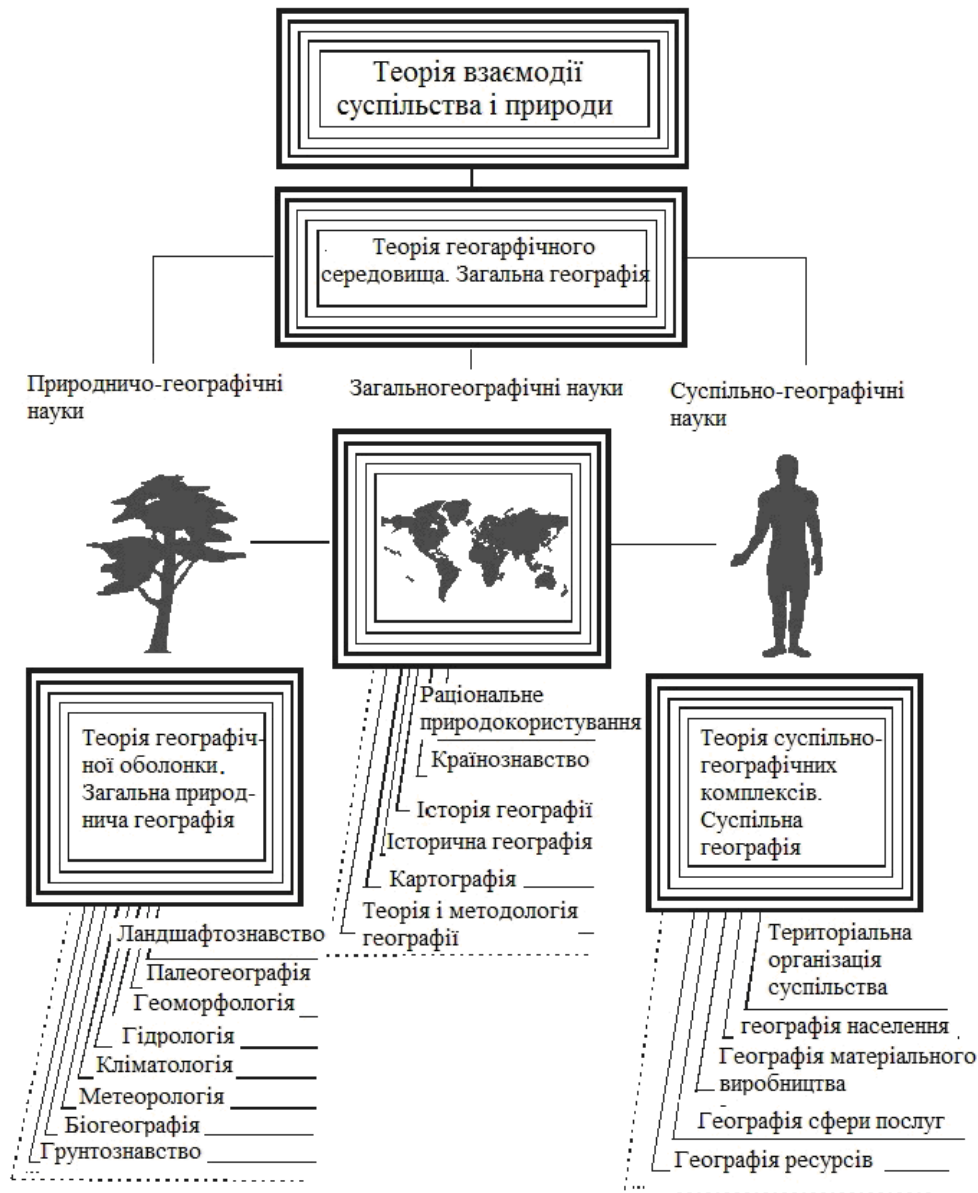 Теорія взаємодії
суспільства і природи
Теорія геогарфічного
середовища. Загальна географія
Природничо-географічні
науки
Загальногеографічні науки
Суспільно-географічні
науки
Теорія географіч-
ної оболонки.
Загальна природ-
нича географія
Ландшафтознавство
Палеогеографія
Геоморфологія
Гідрологія
Кліматологія
Метеорологія
Біогеографія
Грунтознавство
...
Раціональне
природокористування
Країнознавство
Історія географії
Історична географія
Картографія
Теорія і методологія
географії
Теорія суспільно-
географічних
комплексів.
Суспільна
географія
Територіальна
організація
суспільства
географія населення
Географія матеріального
виробництва
Географія сфери послуг
Географія ресурсів
...